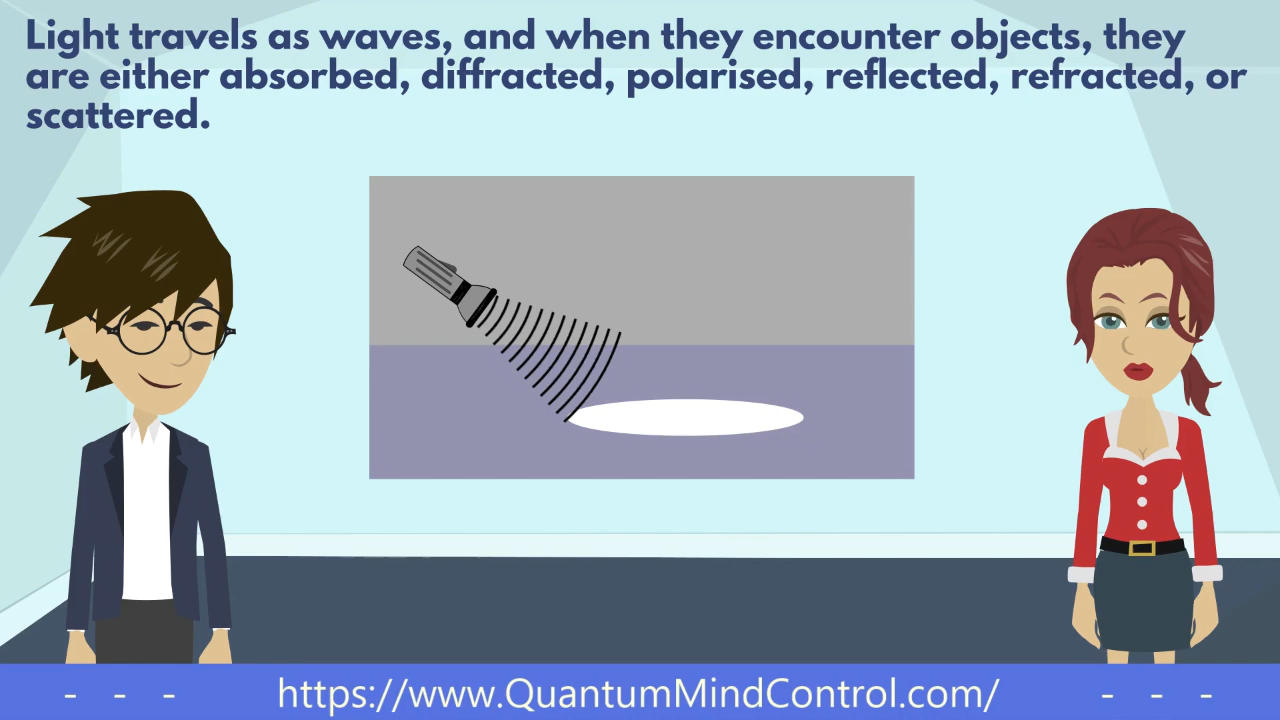 Light travels as waves, and when they encounter objects, they
are either absorbed, diffracted, polarised, reflected, refracted, or
scattered.
- - - https://www.QuantumMindControl.com/ - - -